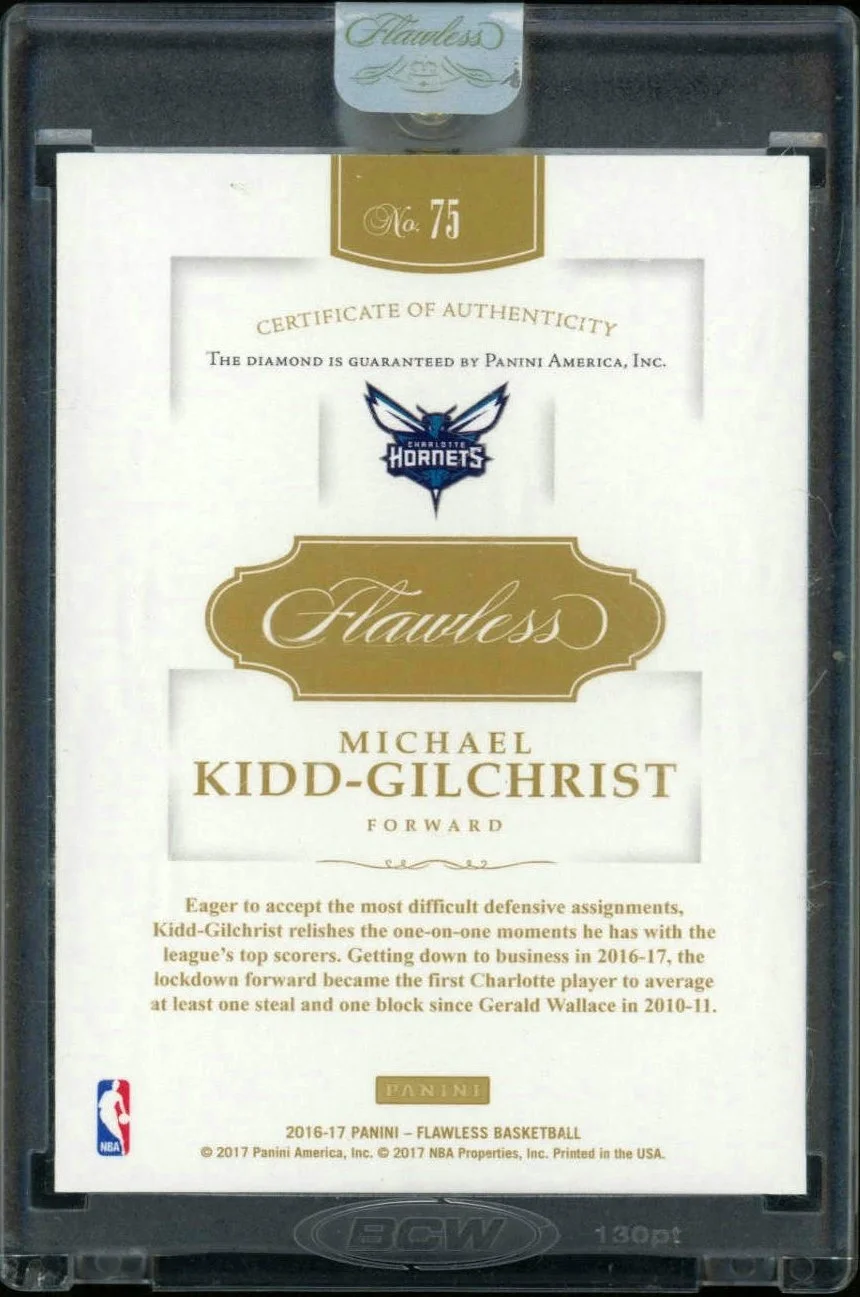 Flawless
No. 75
CERTIFICATE OF AUTHENTICITY
THE DIAMOND IS GUARANTEED BY PANINI AMERICA, INC.
CHARLOTTE
HORNETS
Flawless
MICHAEL
KIDD-GILCHRIST
FORWARD
Eager to accept the most difficult defensive assignments,
Kidd-Gilchrist relishes the one-on-one moments he has with the
league's top scorers. Getting down to business in 2016-17, the
lockdown forward became the first Charlotte player to average
at least one steal and one block since Gerald Wallace in 2010-11.
PANINI
NBA
2016-17 PANINI – FLAWLESS BASKETBALL
© 2017 Panini America, Inc. © 2017 NBA Properties, Inc. Printed in the USA.
BCW 130pt